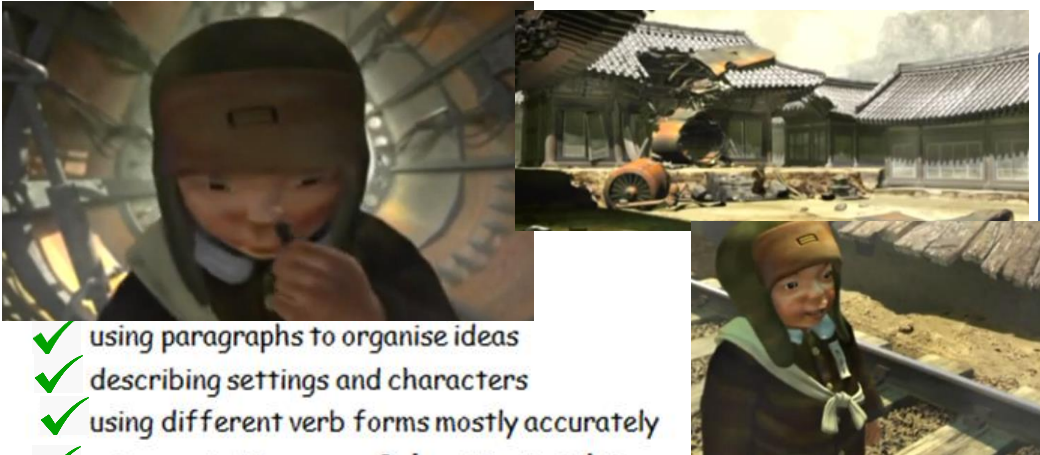 using paragraphs to organise ideas
describing settings and characters
using different verb forms mostly accurately